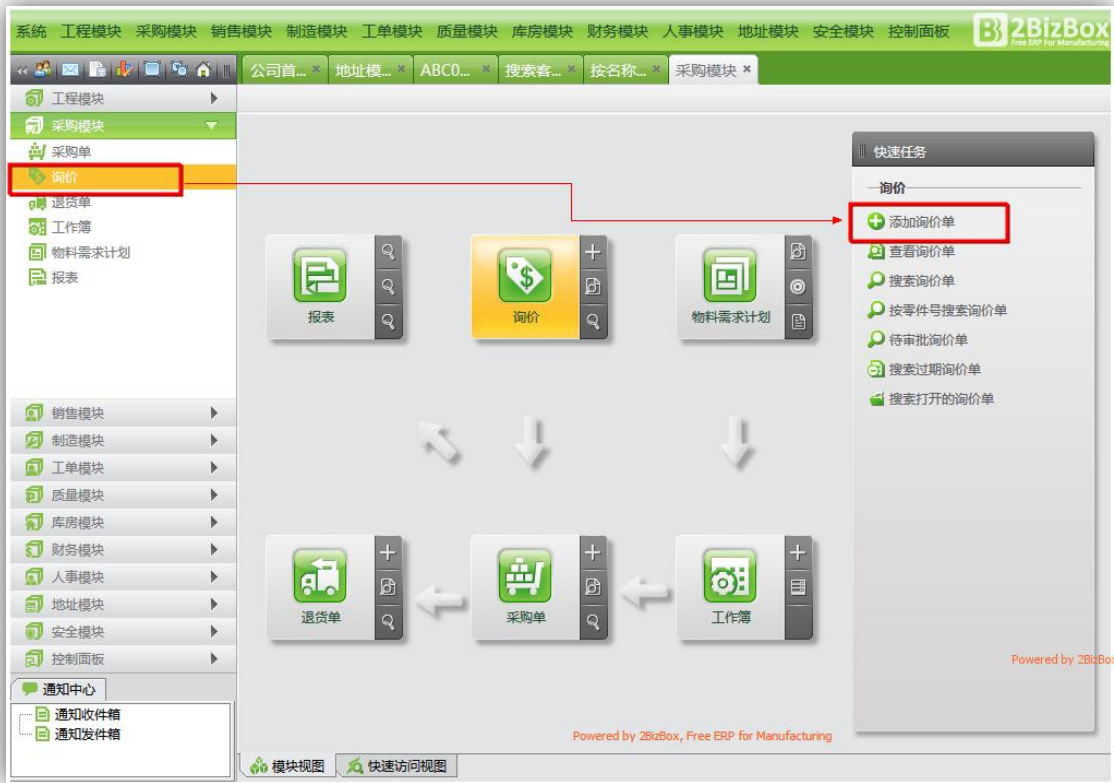 系统 工程模块 采购模块 销售模块 制造模块 工单模块 质量模块 库房模块 财务模块 人事模块 地址模块 安全模块 控制面板 2BizBox
Free ERP For Manufacturing
公司首... 地址模... ABC0... 搜索客... 按名称... 采购模块
工程模块
采购模块
采购单
询价
退货单
工作簿
物料需求计划
报表
销售模块
制造模块
工单模块
质量模块
库房模块
财务模块
人事模块
地址模块
安全模块
控制面板
通知中心
通知收件箱
通知发件箱
报表 询价 物料需求计划
退货单 采购单 工作簿
快速任务
询价
添加询价单
查看询价单
搜索询价单
按零件号搜索询价单
待审批询价单
搜索过期询价单
搜索打开的询价单
Powered by 2BizBo
Powered by 2BizBox, Free ERP for Manufacturing
模块视图 快速访问视图